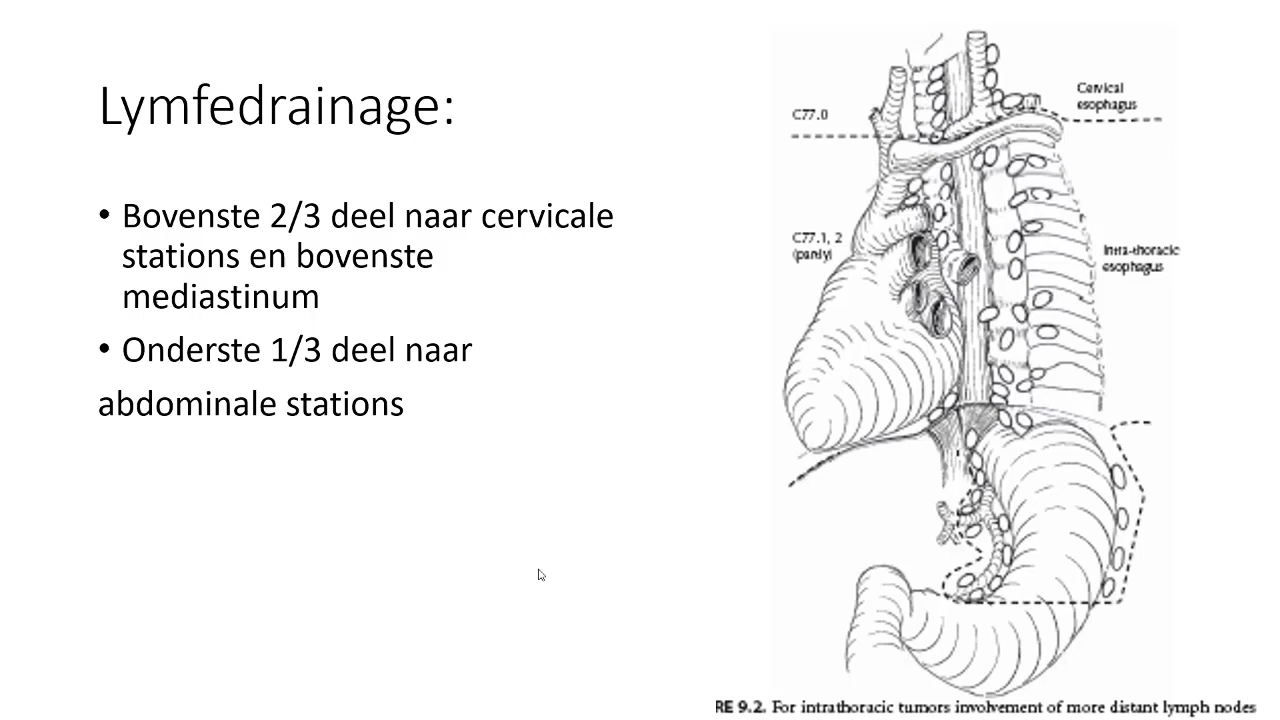 Lymfedrainage:
• Bovenste 2/3 deel naar cervicale
stations en bovenste
mediastinum
• Onderste 1/3 deel naar
abdominale stations
Cervical
esophagus
C77.0
C77.1, 2
(partly)
Intra-thoracic
esophagus
RE 9.2. For intrathoracic tumors involvement of more distant lymph nodes